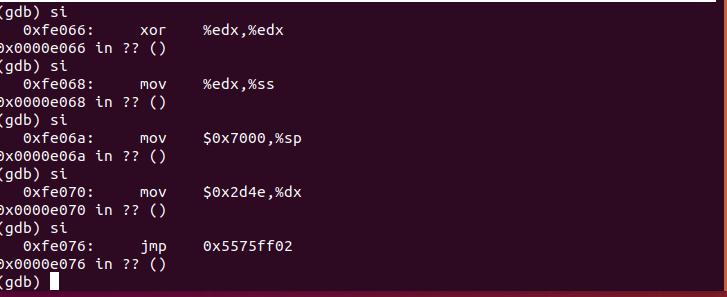 (gdb) si
0xfe066: xor %edx,%edx
0x0000e066 in ?? ()
(gdb) si
0xfe068: mov %edx,%ss
0x0000e068 in ?? ()
(gdb) si
0xfe06a: mov $0x7000,%sp
0x0000e06a in ?? ()
(gdb) si
0xfe070: mov $0x2d4e,%dx
0x0000e070 in ?? ()
(gdb) si
0xfe076: jmp 0x5575ff02
0x0000e076 in ?? ()
(gdb)